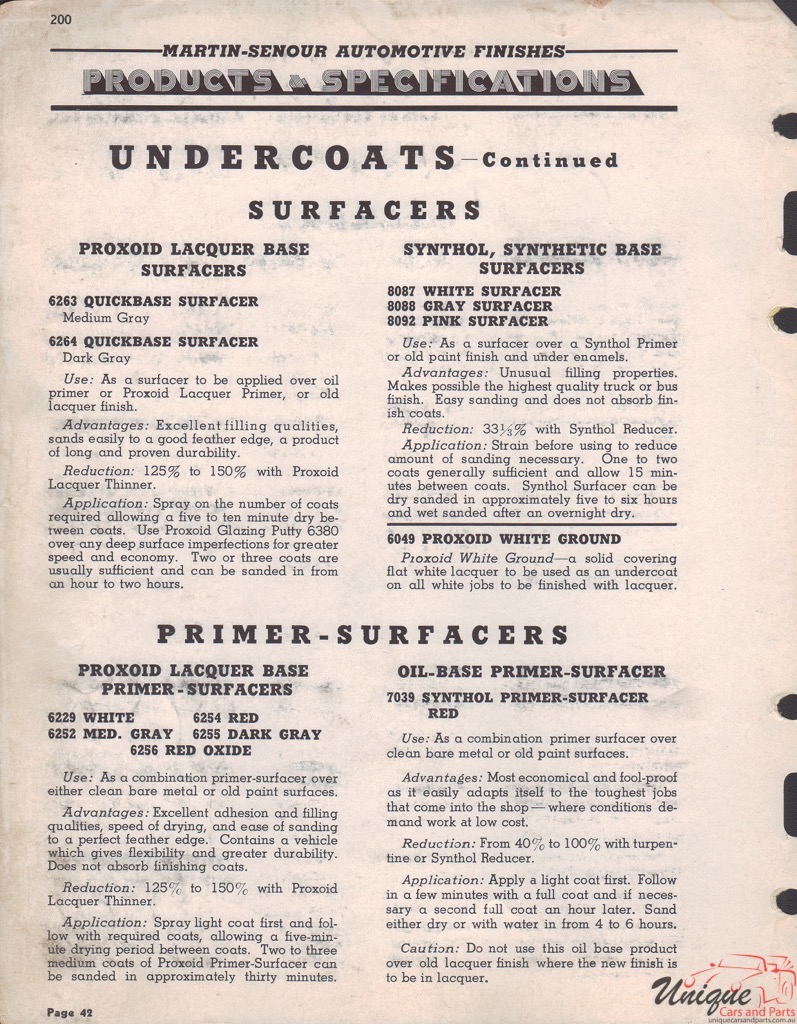 200
MARTIN-SENOUR AUTOMOTIVE FINISHES
PRODUCTS & SPECIFICATIONS
UNDERCOATS—Continued
SURFACERS
PROXOID LACQUER BASE
SURFACERS
6263 QUICKBASE SURFACER
Medium Gray
6264 QUICKBASE SURFACER
Dark Gray
Use: As a surfacer to be applied over oil
primer or Proxoid Lacquer Primer, or old
lacquer finish.
Advantages: Excellent filling qualities,
sands easily to a good feather edge, a product
of long and proven durability.
Reduction: 125% to 150% with Proxoid
Lacquer Thinner.
Application: Spray on the number of coats
required allowing a five to ten minute dry be-
tween coats. Use Proxoid Glazing Putty 6380
over any deep surface imperfections for greater
speed and economy. Two or three coats are
usually sufficient and can be sanded in from
an hour to two hours.
SYNTHOL, SYNTHETIC BASE
SURFACERS
8087 WHITE SURFACER
8088 GRAY SURFACER
8092 PINK SURFACER
Use: As a surfacer over a Synthol Primer
or old paint finish and under enamels.
Advantages: Unusual filling properties.
Makes possible the highest quality truck or bus
finish. Easy sanding and does not absorb fin-
ish coats.
Reduction: 33⅓% with Synthol Reducer.
Application: Strain before using to reduce
amount of sanding necessary. One to two
coats generally sufficient and allow 15 min-
utes between coats. Synthol Surfacer can be
dry sanded in approximately five to six hours
and wet sanded after an overnight dry.
6049 PROXOID WHITE GROUND
Proxoid White Ground—a solid covering
flat white lacquer to be used as an undercoat
on all white jobs to be finished with lacquer.
PRIMER-SURFACERS
PROXOID LACQUER BASE
PRIMER-SURFACERS
6229 WHITE 6254 RED
6252 MED. GRAY 6255 DARK GRAY
6256 RED OXIDE
Use: As a combination primer-surfacer over
either clean bare metal or old paint surfaces.
Advantages: Excellent adhesion and filling
qualities, speed of drying, and ease of sanding
to a perfect feather edge. Contains a vehicle
which gives flexibility and greater durability.
Does not absorb finishing coats.
Reduction: 125% to 150% with Proxoid
Lacquer Thinner.
Application: Spray light coat first and fol-
low with required coats, allowing a five-min-
ute drying period between coats. Two to three
medium coats of Proxoid Primer-Surfacer can
be sanded in approximately thirty minutes.
OIL-BASE PRIMER-SURFACER
7039 SYNTHOL PRIMER-SURFACER
RED
Use: As a combination primer surfacer over
clean bare metal or old paint surfaces.
Advantages: Most economical and fool-proof
as it easily adapts itself to the toughest jobs
that come into the shop—where conditions de-
mand work at low cost.
Reduction: From 40% to 100% with turpen-
tine or Synthol Reducer.
Application: Apply a light coat first. Follow
in a few minutes with a full coat and if neces-
sary a second full coat an hour later. Sand
either dry or with water in from 4 to 6 hours.
Caution: Do not use this oil base product
over old lacquer finish where the new finish is
to be in lacquer.
Page 42
Unique
Cars and Parts
uniquecarsandparts.com.au